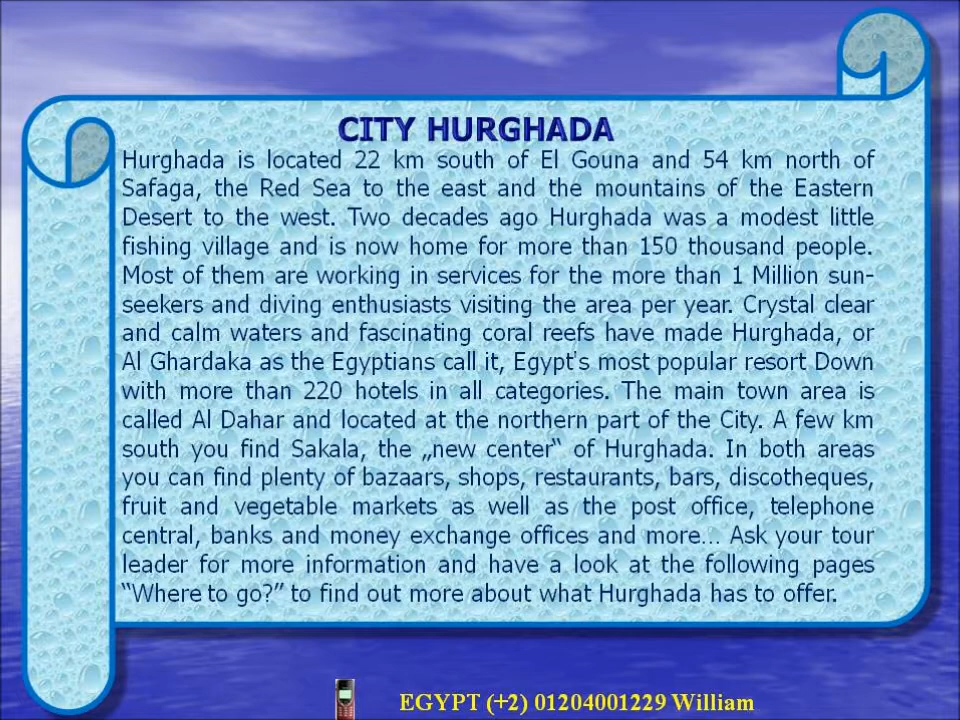 CITY HURGHADA
Hurghada is located 22 km south of El Gouna and 54 km north of
Safaga, the Red Sea to the east and the mountains of the Eastern
Desert to the west. Two decades ago Hurghada was a modest little
fishing village and is now home for more than 150 thousand people.
Most of them are working in services for the more than 1 Million sun-
seekers and diving enthusiasts visiting the area per year. Crystal clear
and calm waters and fascinating coral reefs have made Hurghada, or
Al Ghardaka as the Egyptians call it, Egypt's most popular resort Down
with more than 220 hotels in all categories. The main town area is
called Al Dahar and located at the northern part of the City. A few km
south you find Sakala, the „new center“ of Hurghada. In both areas
you can find plenty of bazaars, shops, restaurants, bars, discotheques,
fruit and vegetable markets as well as the post office, telephone
central, banks and money exchange offices and more… Ask your tour
leader for more information and have a look at the following pages
“Where to go?” to find out more about what Hurghada has to offer.
EGYPT (+2) 01204001229 William